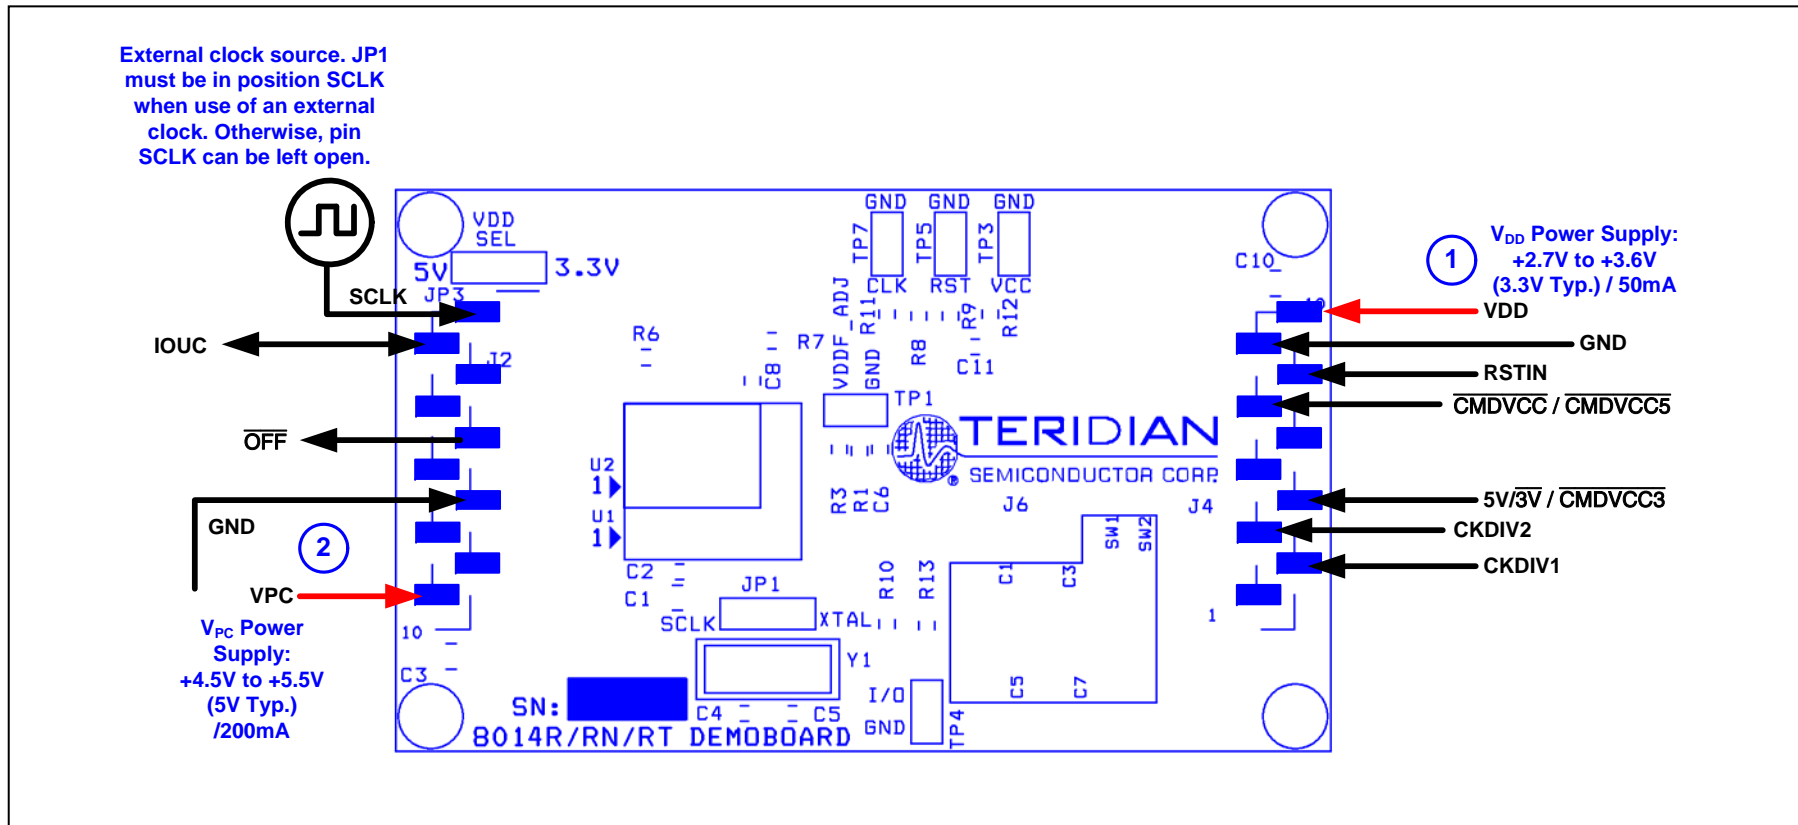 External clock source. JP1
must be in position SCLK
when use of an external
clock. Otherwise, pin
SCLK can be left open.
VDD
SEL
5V
3.3V
JP3
SCLK
IOUC
J2
OFF
GND
2
VPC
VPC Power
Supply:
+4.5V to +5.5V
(5V Typ.)
/200mA
10
C3
GND GND GND
TP7 TP5 TP3
CLK RST VCC
R6
R7
C8
VDDF_ADJ
R11
GND
R8
R9
C11
R12
TP1
TERIDIAN
SEMICONDUCTOR CORP.
®
U2
1
U1
1
R3
R1
C6
J6
J4
SW1
SW2
C2
C1
JP1
SCLK
XTAL
R10
R13
C1
C3
C5
C7
Y1
SN:
C4
C5
I/O
GND
TP4
8014R/RN/RT DEMOBOARD
C10
10
1
1
VDD Power Supply:
+2.7V to +3.6V
(3.3V Typ.) / 50mA
VDD
GND
RSTIN
CMDVCC / CMDVCC5
5V/3V / CMDVCC3
CKDIV2
CKDIV1